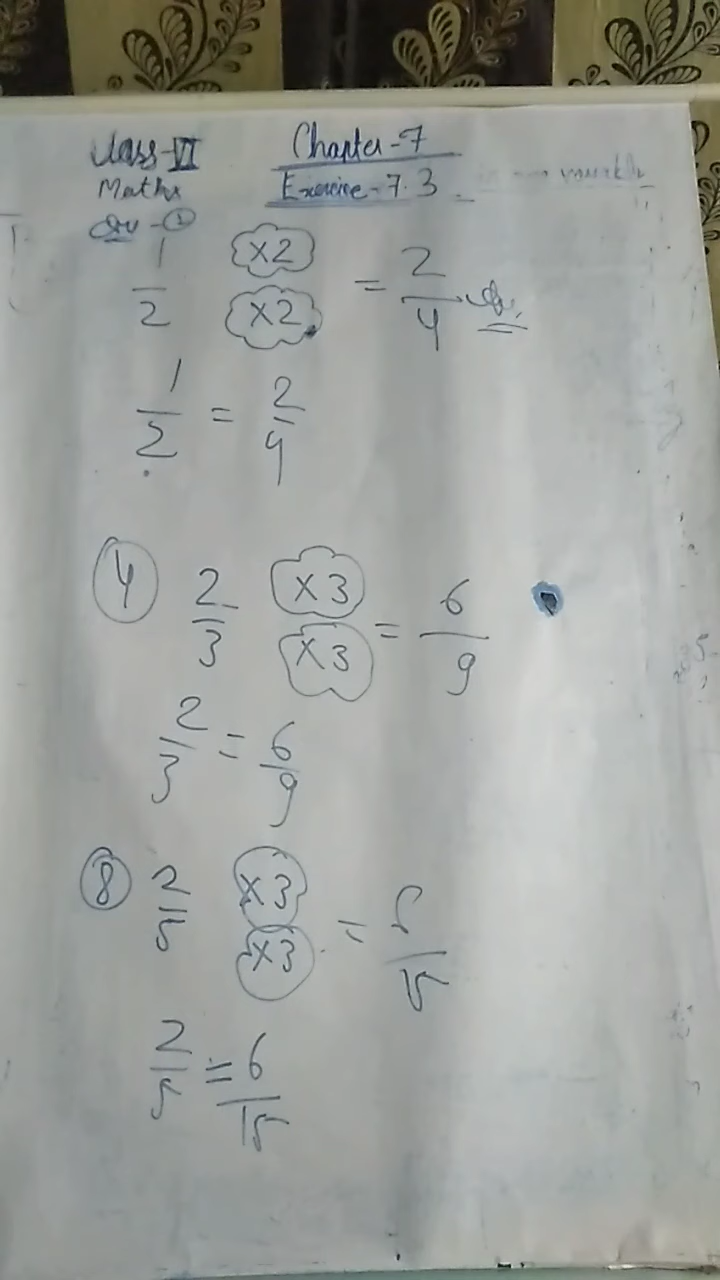 Class-VI Chapter-7
Maths Exercise-7.3
Qu-①
1/2 ×2/×2 = 2/4 Ans.
1/2 = 2/4
④ 2/3 ×3/×3 = 6/9
2/3 = 6/9
⑧ 2/5 ×3/×3 = 6/15
2/5 = 6/15